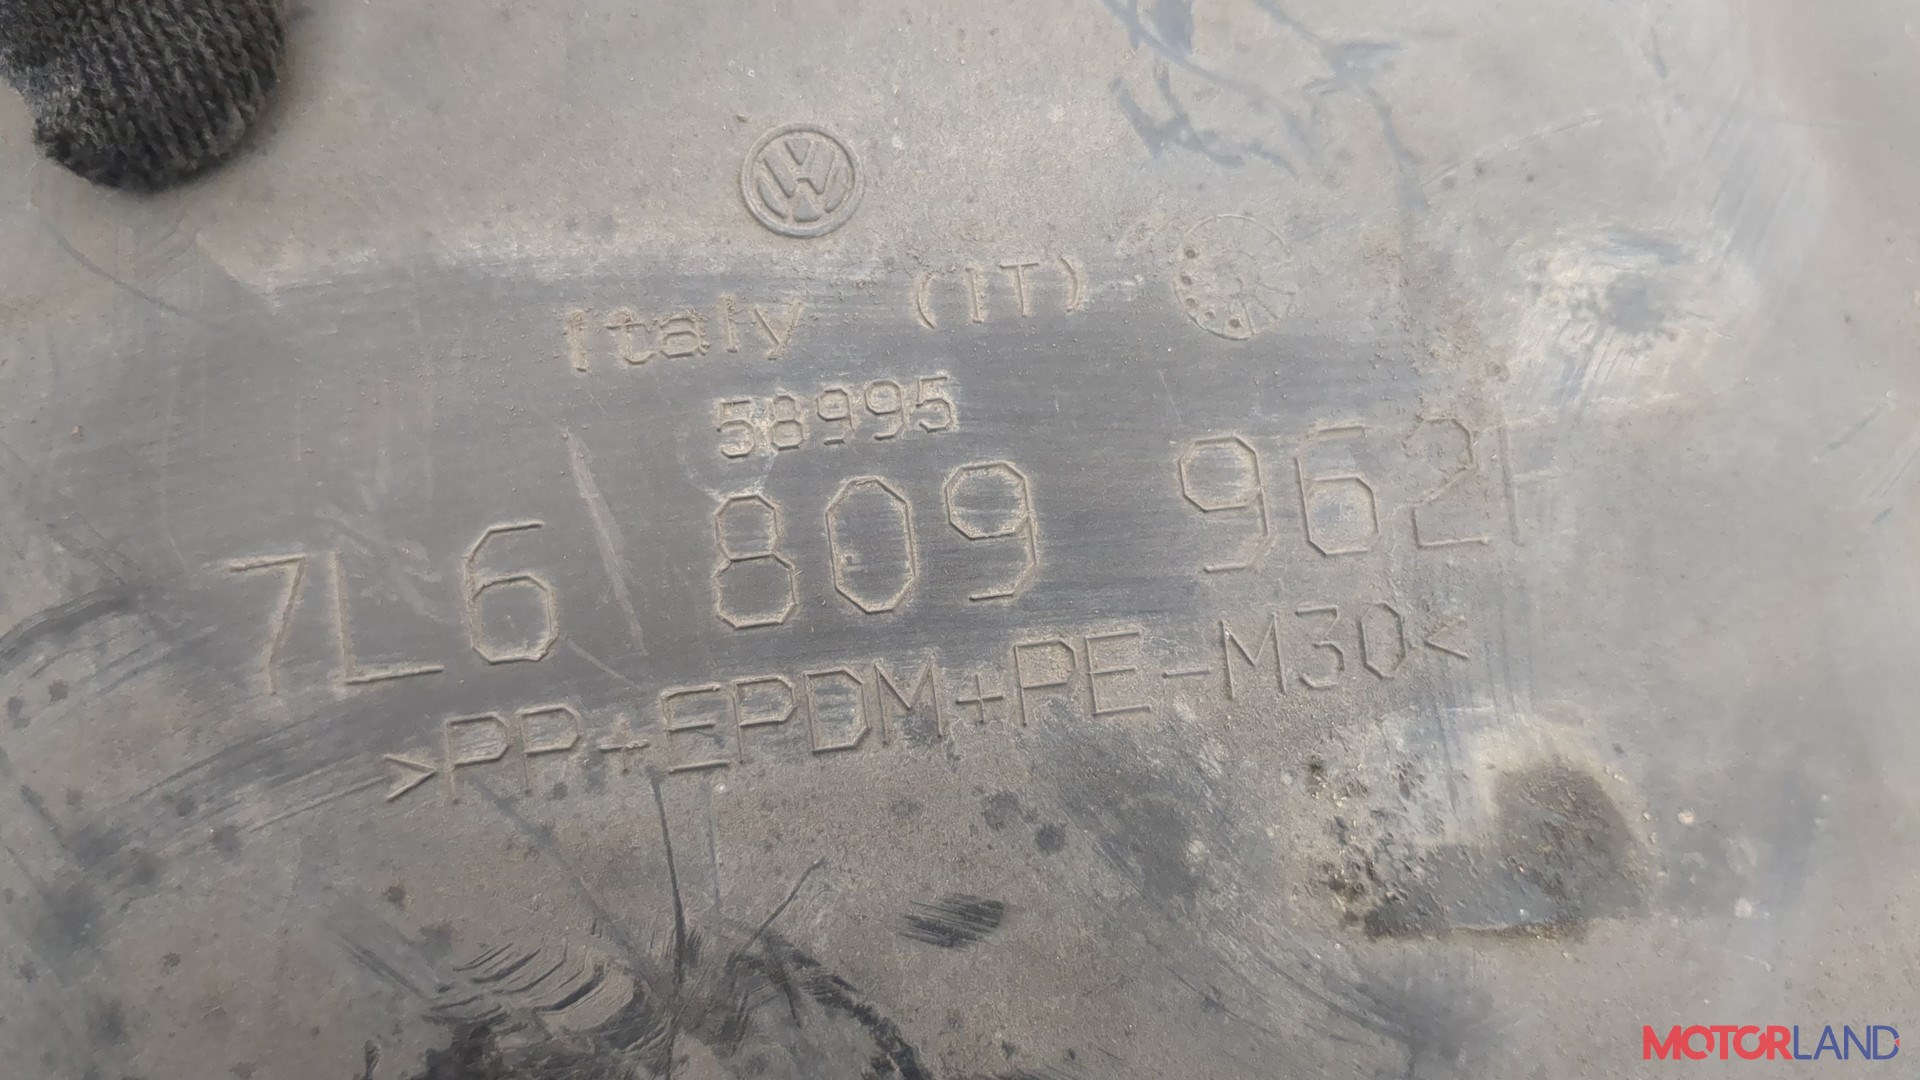 Italy (IT)
58995
7L6 809 962
>PP+EPDM+PE-M30<
MOTORLAND